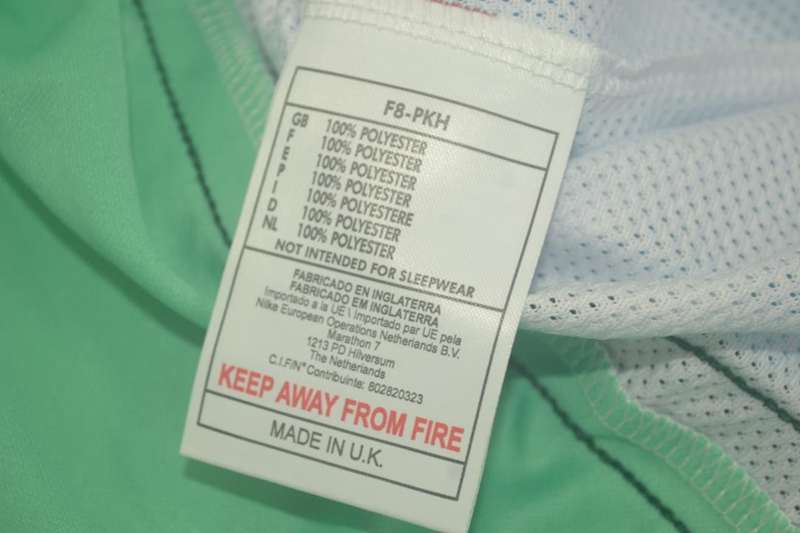 F8-PKH
GB 100% POLYESTER
F 100% POLYESTER
E 100% POLYESTER
P 100% POLYESTER
I 100% POLYESTERE
D 100% POLYESTER
NL 100% POLYESTER
NOT INTENDED FOR SLEEPWEAR
FABRICADO EN INGLATERRA
FABRICADO EM INGLATERRA
Importado a la UE \ importado par UE pela
Nike European Operations Netherlands B.V.
Marathon 7
1213 PD Hilversum
The Netherlands
C.I.F/N° Contribuinte: 802820323
KEEP AWAY FROM FIRE
MADE IN U.K.